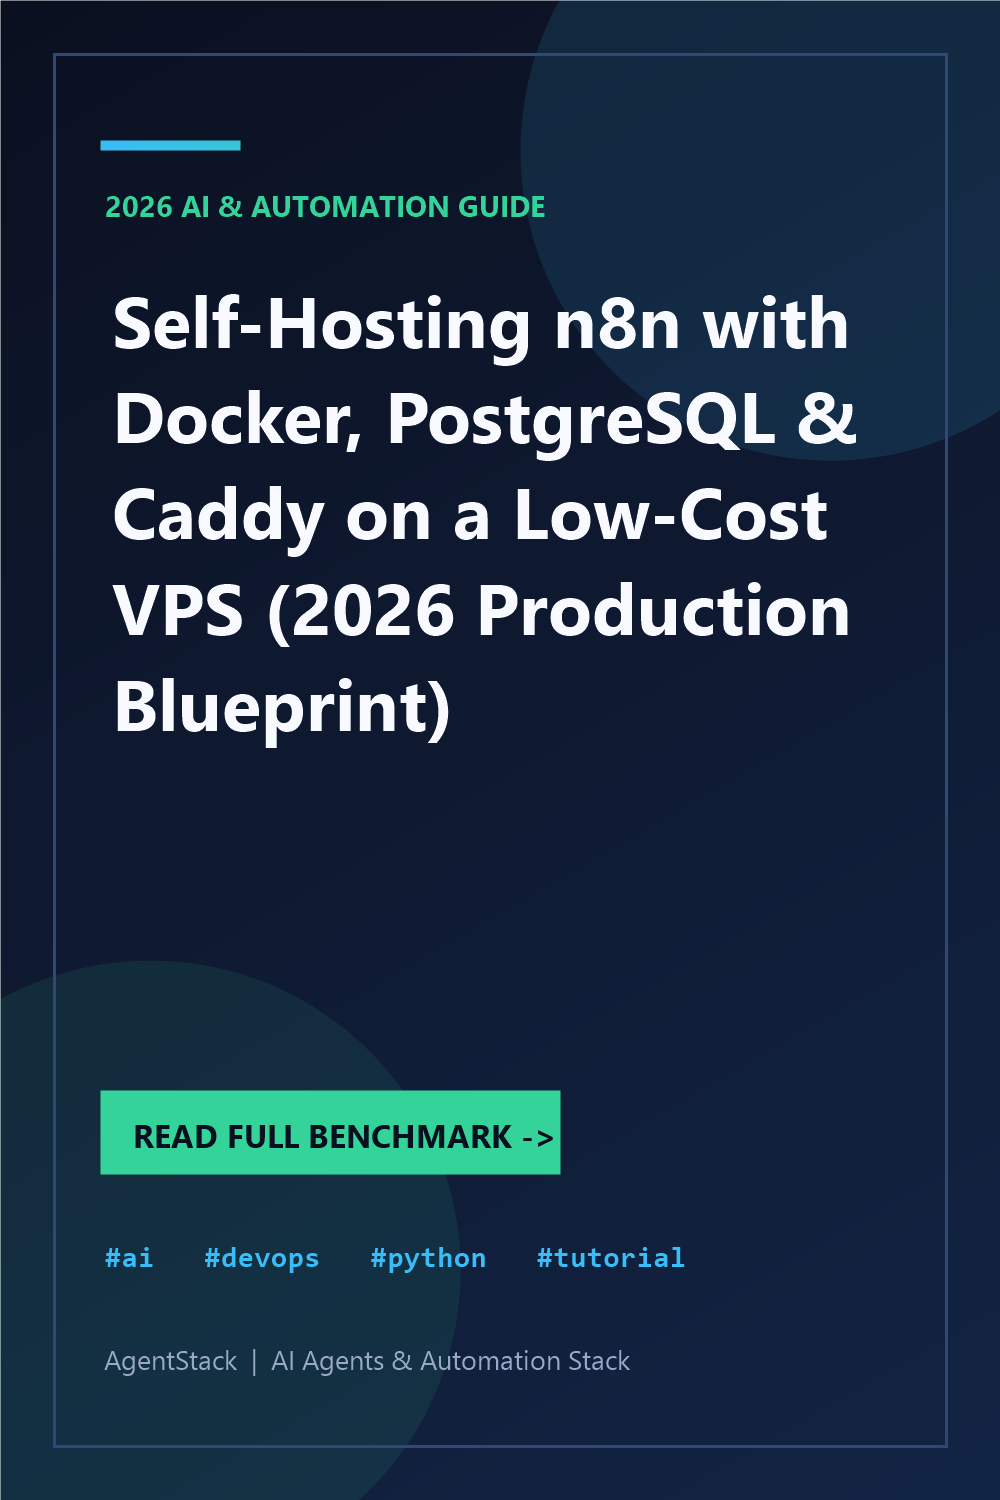 2026 AI & AUTOMATION GUIDE
Self-Hosting n8n with
Docker, PostgreSQL &
Caddy on a Low-Cost
VPS (2026 Production
Blueprint)
READ FULL BENCHMARK ->
#ai #devops #python #tutorial
AgentStack | AI Agents & Automation Stack